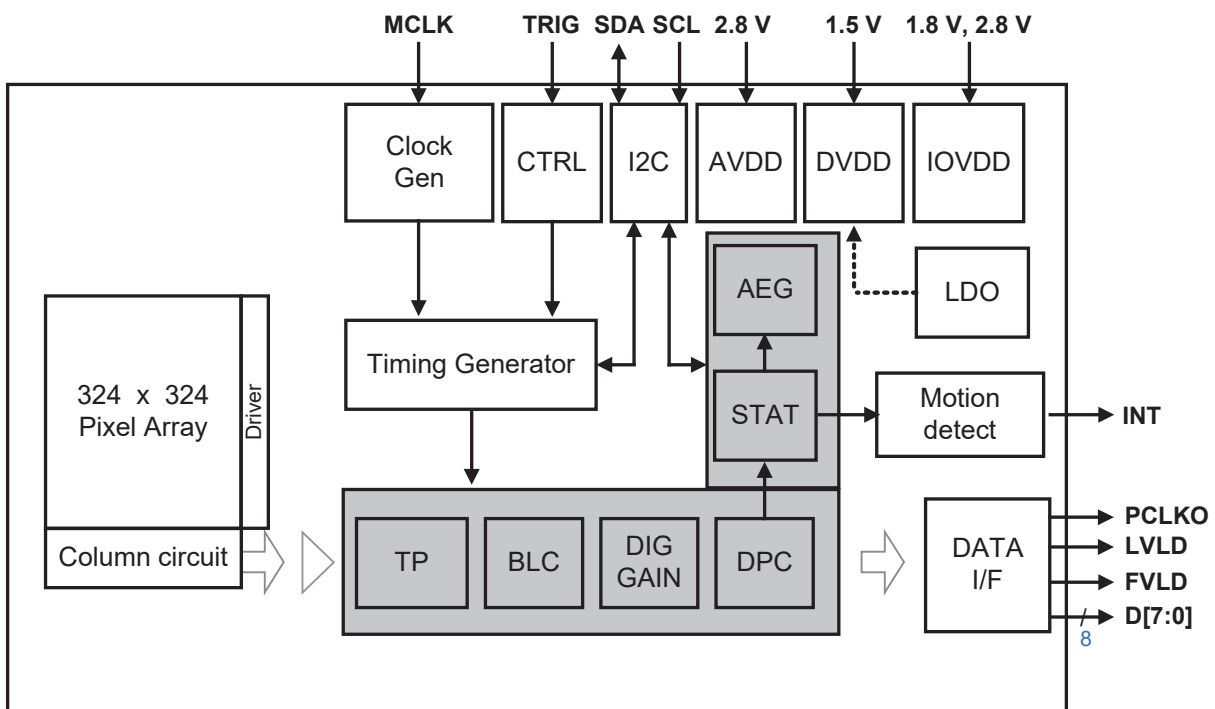 MCLK TRIG SDA SCL 2.8 V 1.5 V 1.8 V, 2.8 V
Clock
Gen
CTRL
I2C
AVDD
DVDD
IOVDD
AEG
LDO
324 x 324
Pixel Array
Driver
Timing Generator
STAT
Motion
detect
INT
Column circuit
TP
BLC
DIG
GAIN
DPC
DATA
I/F
PCLKO
LVLD
FVLD
D[7:0]
/
8